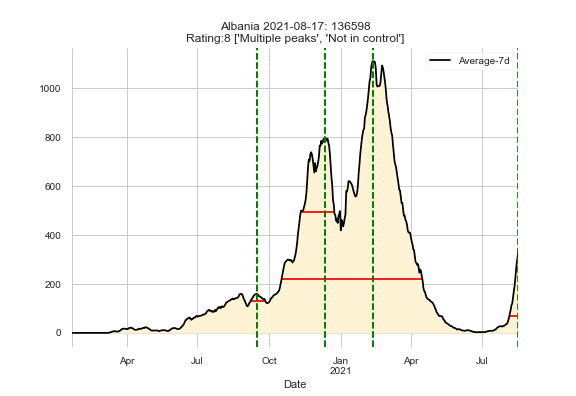 Albania 2021-08-17: 136598
Rating:8 ['Multiple peaks', 'Not in control']
Average-7d
1000
800
600
400
200
0
Apr Jul Oct Jan Apr Jul
2021
Date